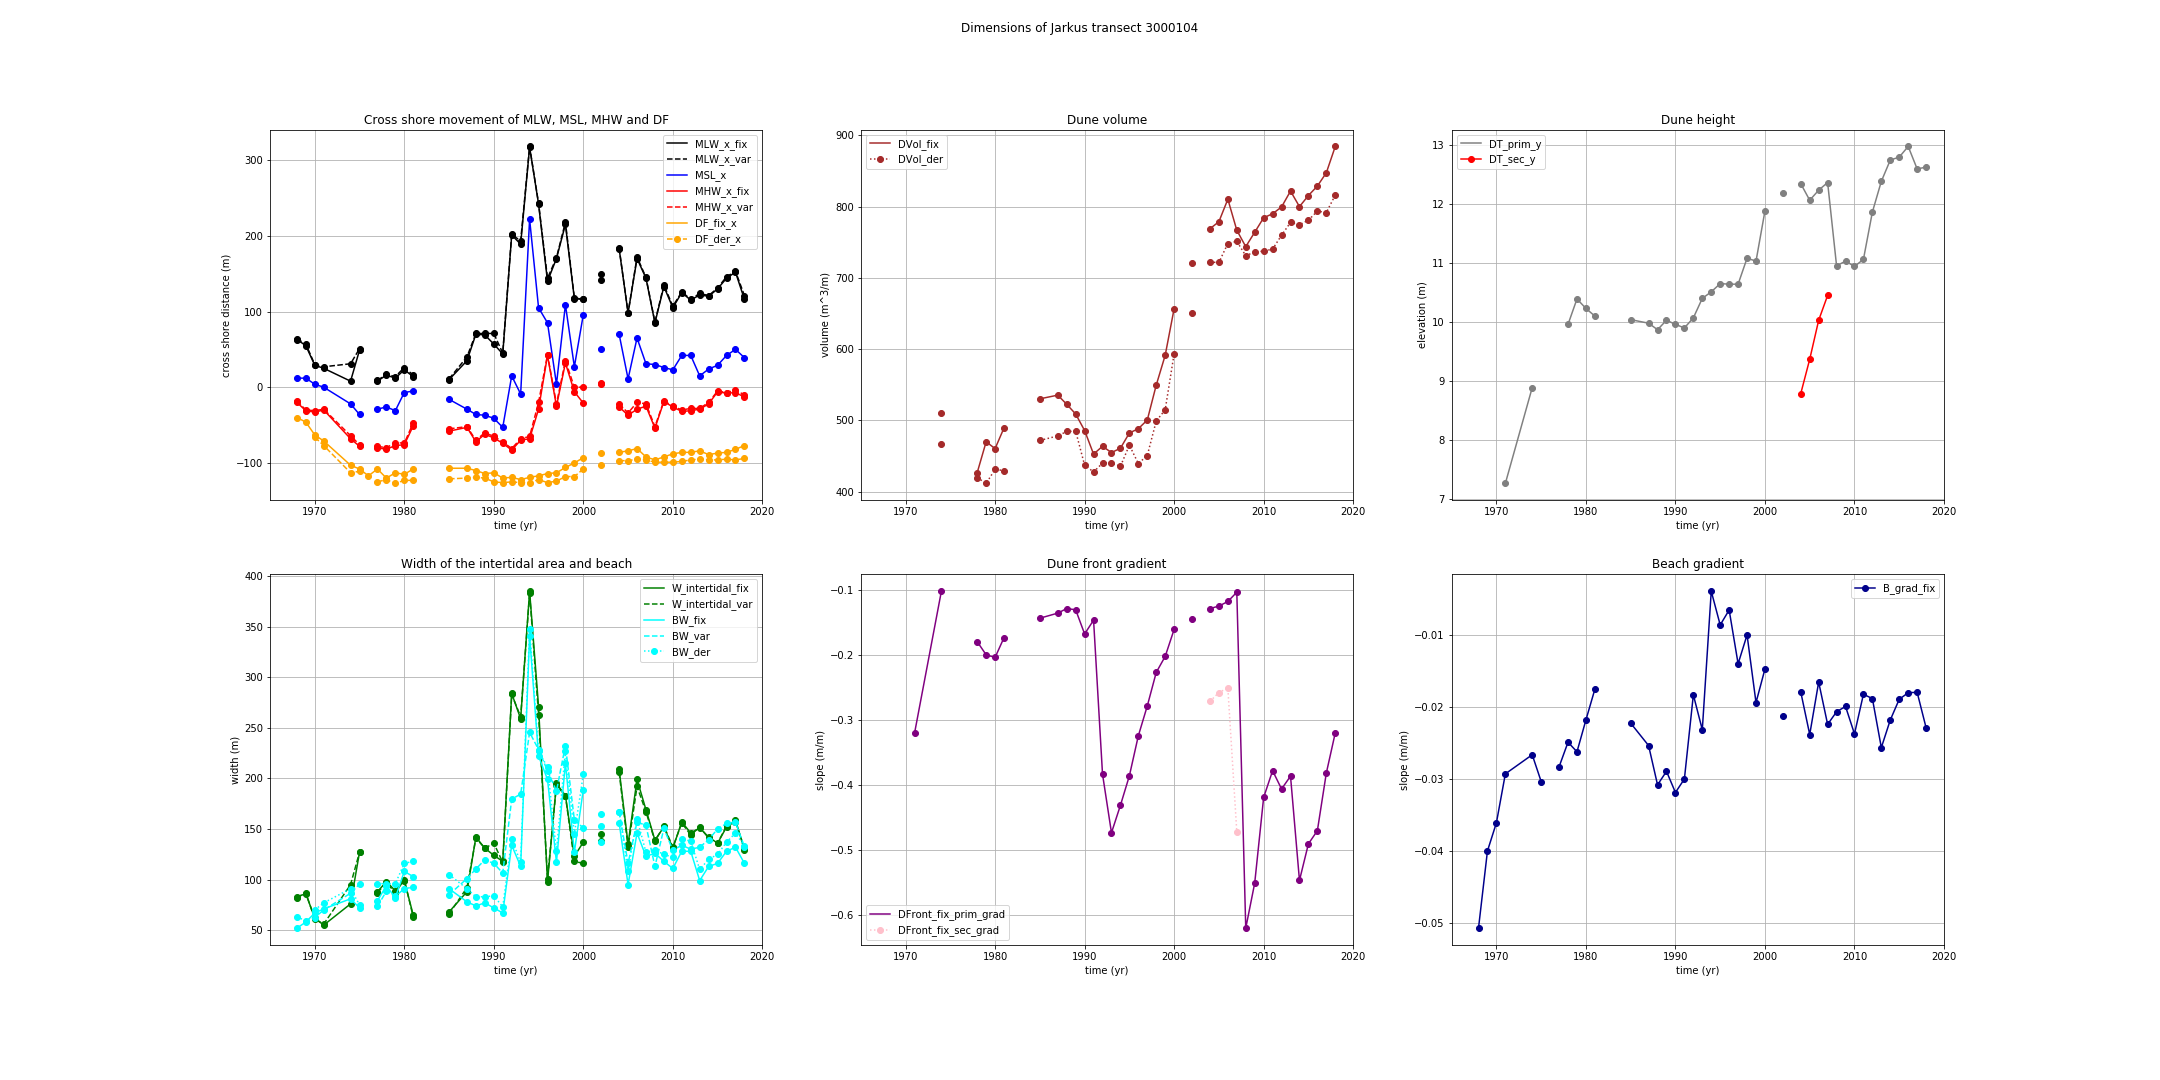 Dimensions of Jarkus transect 3000104
Cross shore movement of MLW, MSL, MHW and DF
cross shore distance (m)
300
200
100
0
−100
1970 1980 1990 2000 2010 2020
time (yr)
MLW_x_fix
MLW_x_var
MSL_x
MHW_x_fix
MHW_x_var
DF_fix_x
DF_der_x
Dune volume
volume (m^3/m)
900
800
700
600
500
400
1970 1980 1990 2000 2010 2020
time (yr)
DVol_fix
DVol_der
Dune height
elevation (m)
13
12
11
10
9
8
7
1970 1980 1990 2000 2010 2020
time (yr)
DT_prim_y
DT_sec_y
Width of the intertidal area and beach
width (m)
400
350
300
250
200
150
100
50
1970 1980 1990 2000 2010 2020
time (yr)
W_intertidal_fix
W_intertidal_var
BW_fix
BW_var
BW_der
Dune front gradient
slope (m/m)
−0.1
−0.2
−0.3
−0.4
−0.5
−0.6
1970 1980 1990 2000 2010 2020
time (yr)
DFront_fix_prim_grad
DFront_fix_sec_grad
Beach gradient
slope (m/m)
−0.01
−0.02
−0.03
−0.04
−0.05
1970 1980 1990 2000 2010 2020
time (yr)
B_grad_fix